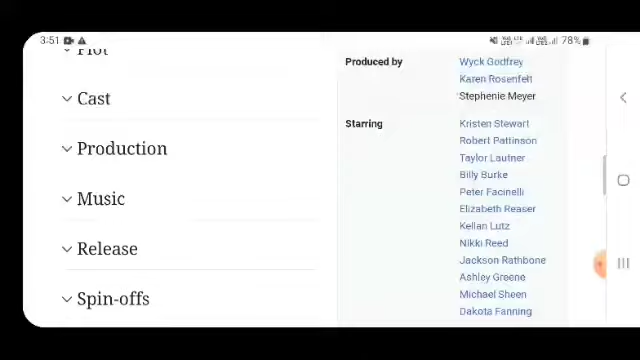 3:51
78%
Plot
Cast
Production
Music
Release
Spin-offs
Produced by
Wyck Godfrey
Karen Rosenfelt
Stephenie Meyer
Starring
Kristen Stewart
Robert Pattinson
Taylor Lautner
Billy Burke
Peter Facinelli
Elizabeth Reaser
Kellan Lutz
Nikki Reed
Jackson Rathbone
Ashley Greene
Michael Sheen
Dakota Fanning